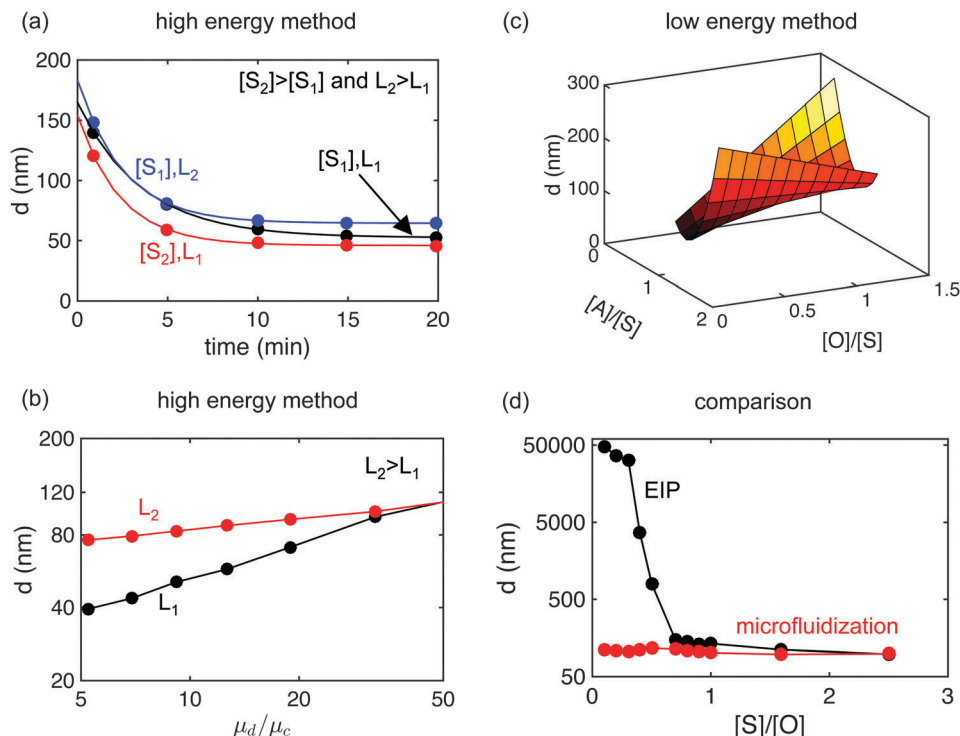 (a) high energy method
200
150
100
50
0
d (nm)
[S2]>[S1] and L2>L1
[S1],L2
[S1],L1
[S2],L1
0 5 10 15 20
time (min)
(c) low energy method
300
200
100
0
d (nm)
0
1
2
[A]/[S]
0
0.5
1
1.5
[O]/[S]
(b) high energy method
200
120
80
40
20
d (nm)
L2>L1
L2
L1
5 10 20 50
μd/μc
(d) comparison
50000
5000
500
50
d (nm)
EIP
microfluidization
0 1 2 3
[S]/[O]